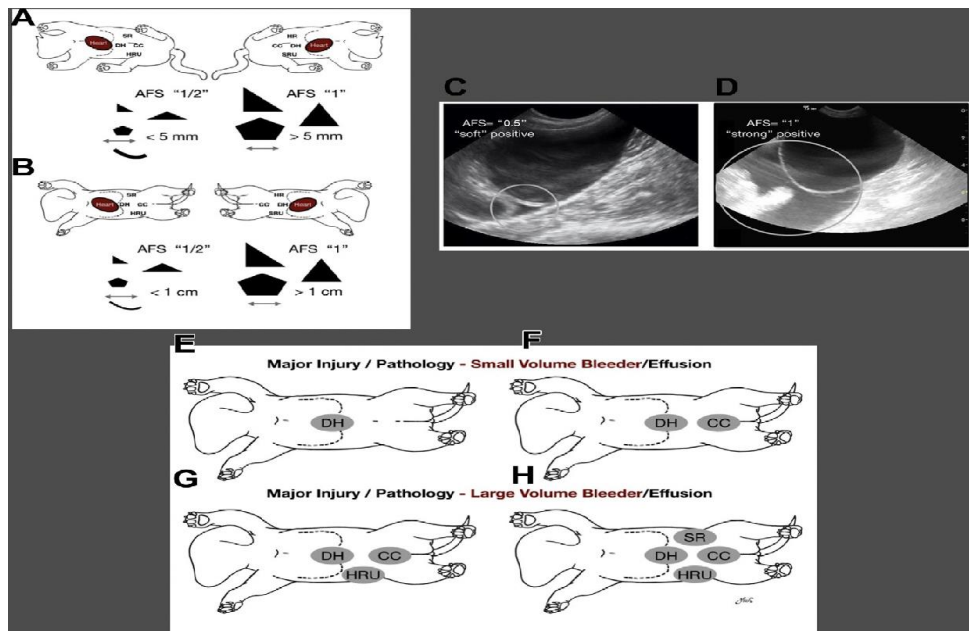 A
SR
Heart
DH CC
HRU
HR
CC DH
Heart
SRU
AFS "1/2"
AFS "1"
< 5 mm
> 5 mm
B
SR
Heart
DH CC
HRU
HR
CC DH
Heart
SRU
AFS "1/2"
AFS "1"
< 1 cm
> 1 cm
C
AFS= "0.5"
"soft" positive
D
AFS= "1"
"strong" positive
E
F
Major Injury / Pathology - Small Volume Bleeder/Effusion
DH
DH CC
G
H
Major Injury / Pathology - Large Volume Bleeder/Effusion
DH CC
HRU
SR
DH CC
HRU